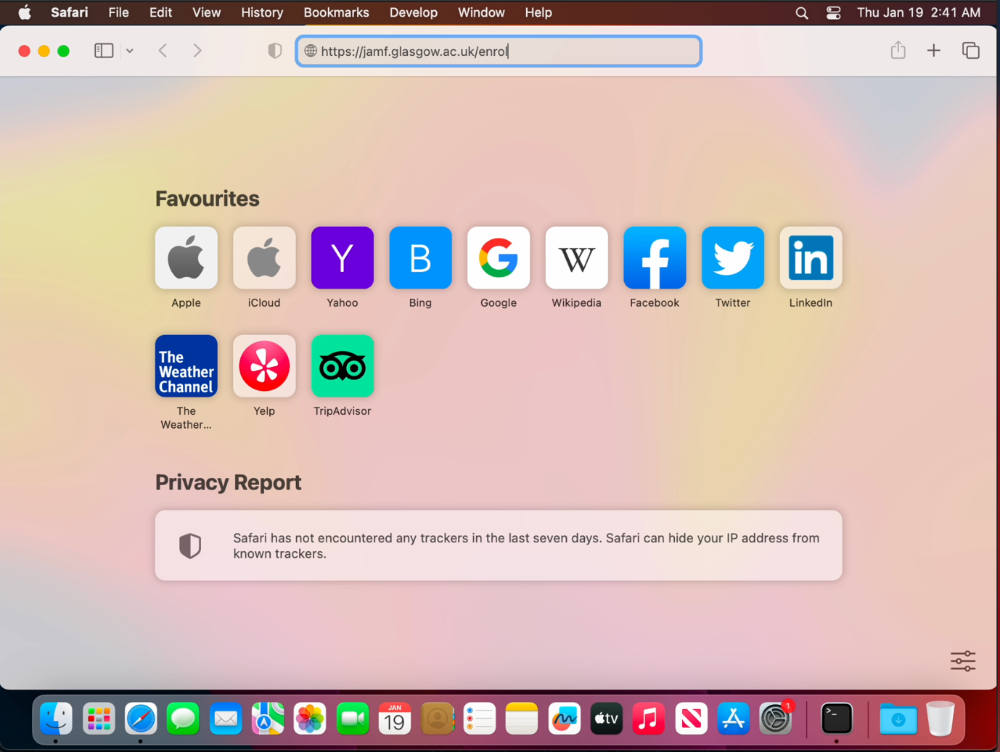 Safari File Edit View History Bookmarks Develop Window Help Thu Jan 19 2:41 AM
https://jamf.glasgow.ac.uk/enrol
Favourites
Y B G W f in
Apple iCloud Yahoo Bing Google Wikipedia Facebook Twitter LinkedIn
The
Weather
Channel
The
Weather...
Yelp
TripAdvisor
Privacy Report
Safari has not encountered any trackers in the last seven days. Safari can hide your IP address from
known trackers.
JAN
19
tv
1
>_